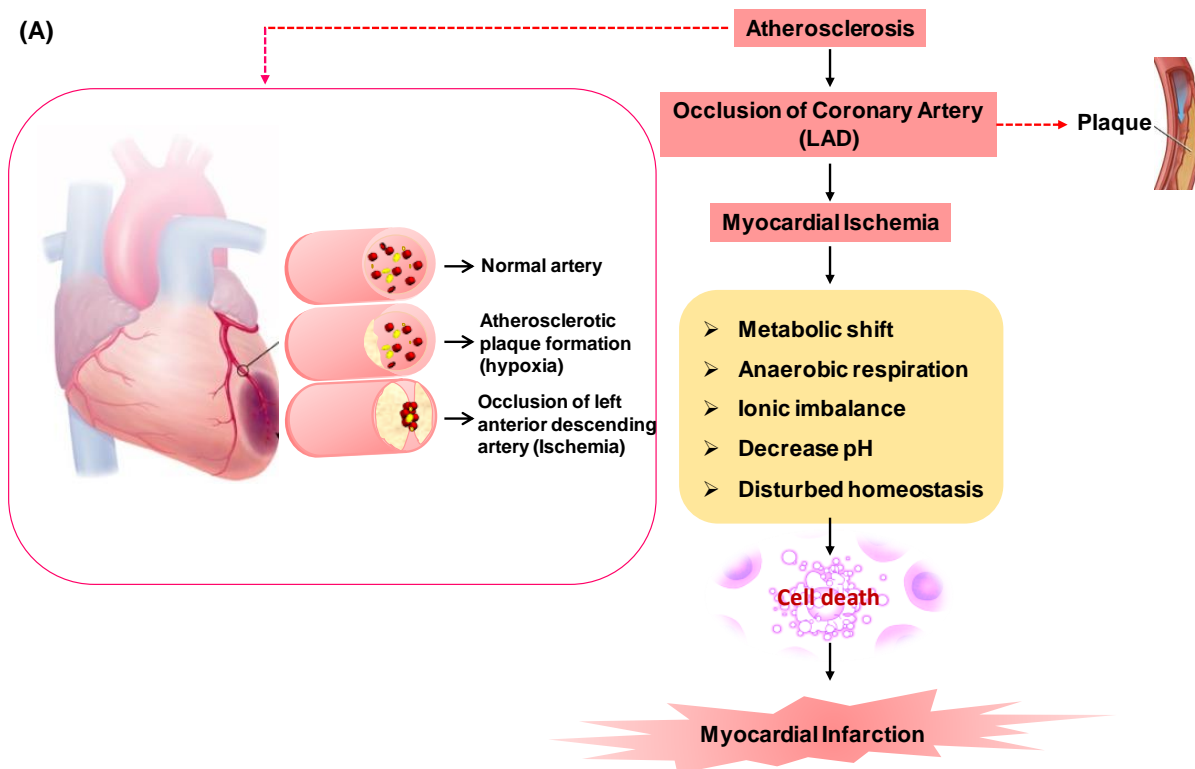 (A)
Atherosclerosis
Occlusion of Coronary Artery
(LAD)
Plaque
Myocardial Ischemia
Normal artery
Atherosclerotic
plaque formation
(hypoxia)
Occlusion of left
anterior descending
artery (Ischemia)
➢ Metabolic shift
➢ Anaerobic respiration
➢ Ionic imbalance
➢ Decrease pH
➢ Disturbed homeostasis
Cell death
Myocardial Infarction